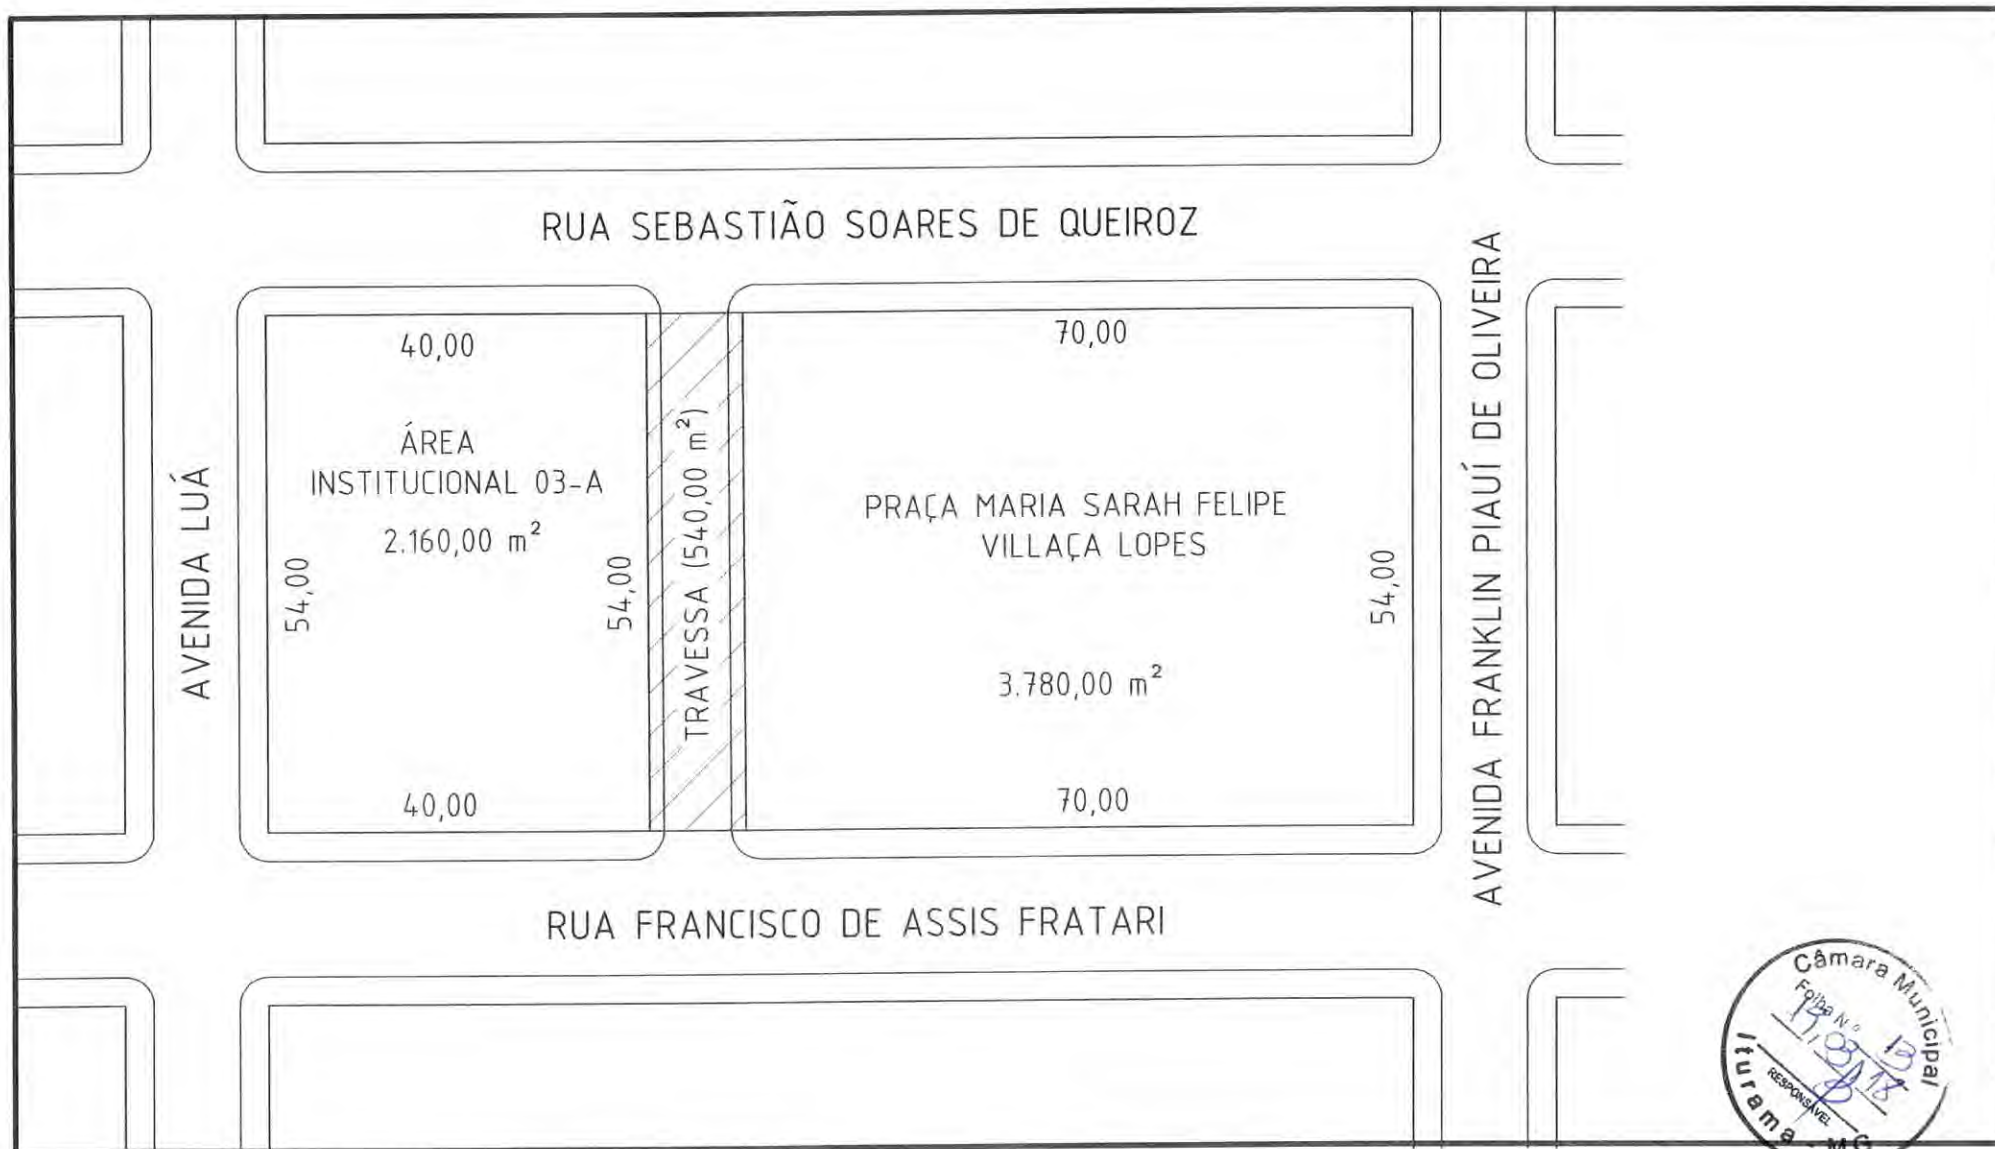 RUA SEBASTIÃO SOARES DE QUEIROZ
AVENIDA LUÁ
40,00
ÁREA
INSTITUCIONAL 03-A
2.160,00 m²
54,00
54,00
40,00
TRAVESSA (540,00 m²)
70,00
PRAÇA MARIA SARAH FELIPE
VILLAÇA LOPES
3.780,00 m²
54,00
70,00
AVENIDA FRANKLIN PIAUÍ DE OLIVEIRA
RUA FRANCISCO DE ASSIS FRATARI
Câmara Municipal
Folha Nº 13
RESPONSÁVEL
Iturama - MG